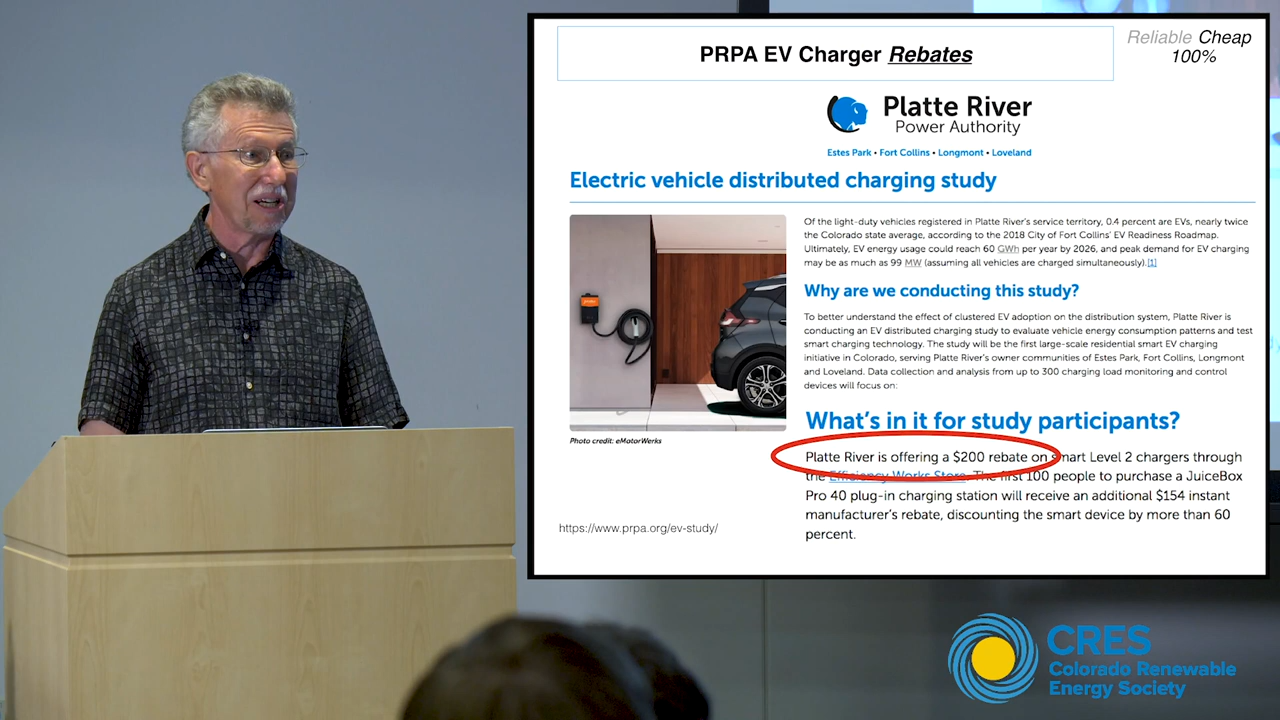 PRPA EV Charger Rebates
Reliable Cheap
100%
Platte River
Power Authority
Estes Park • Fort Collins • Longmont • Loveland
Electric vehicle distributed charging study
Of the light-duty vehicles registered in Platte River's service territory, 0.4 percent are EVs, nearly twice
the Colorado state average, according to the 2018 City of Fort Collins' EV Readiness Roadmap.
Ultimately, EV energy usage could reach 60 GWh per year by 2026, and peak demand for EV charging
may be as much as 99 MW (assuming all vehicles are charged simultaneously).[1]
Why are we conducting this study?
To better understand the effect of clustered EV adoption on the distribution system, Platte River is
conducting an EV distributed charging study to evaluate vehicle energy consumption patterns and test
smart charging technology. The study will be the first large-scale residential smart EV charging
initiative in Colorado, serving Platte River's owner communities of Estes Park, Fort Collins, Longmont
and Loveland. Data collection and analysis from up to 300 charging load monitoring and control
devices will focus on:
Photo credit: eMotorWerks
What's in it for study participants?
Platte River is offering a $200 rebate on smart Level 2 chargers through
the Efficiency Works Store. The first 100 people to purchase a JuiceBox
Pro 40 plug-in charging station will receive an additional $154 instant
manufacturer's rebate, discounting the smart device by more than 60
percent.
https://www.prpa.org/ev-study/
CRES
Colorado Renewable
Energy Society